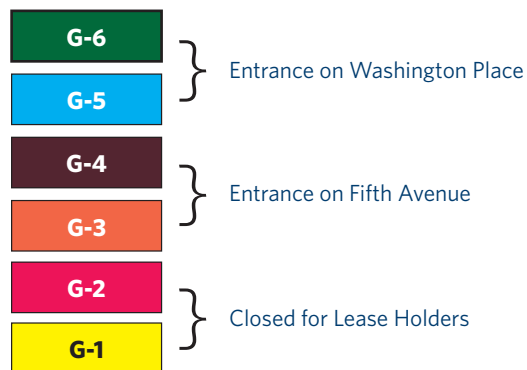 G-6
G-5
Entrance on Washington Place
G-4
G-3
Entrance on Fifth Avenue
G-2
G-1
Closed for Lease Holders